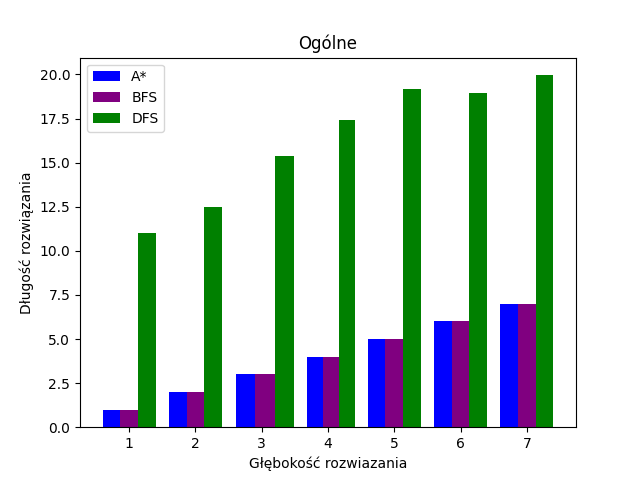 Ogólne
A*
BFS
DFS
20.0
17.5
15.0
12.5
10.0
7.5
5.0
2.5
0.0
Długość rozwiązania
1 2 3 4 5 6 7
Głębokość rozwiazania